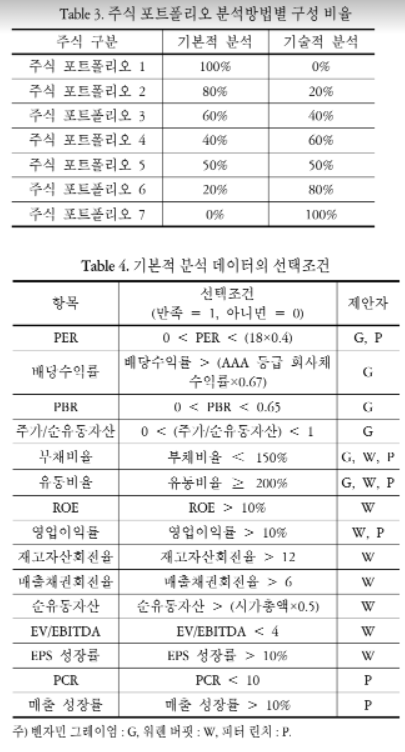 Table 3. 주식 포트폴리오 분석방법별 구성 비율
주식 구분 기본적 분석 기술적 분석
주식 포트폴리오 1 100% 0%
주식 포트폴리오 2 80% 20%
주식 포트폴리오 3 60% 40%
주식 포트폴리오 4 40% 60%
주식 포트폴리오 5 50% 50%
주식 포트폴리오 6 20% 80%
주식 포트폴리오 7 0% 100%
Table 4. 기본적 분석 데이터의 선택조건
항목 선택조건 제안자
(만족 = 1, 아니면 = 0)
PER 0 < PER < (18×0.4) G, P
배당수익률 배당수익률 > (AAA 등급 회사채 G
수익률×0.67)
PBR 0 < PBR < 0.65 G
주가/순유동자산 0 < (주가/순유동자산) < 1 G
부채비율 부채비율 < 150% G, W, P
유동비율 유동비율 ≥ 200% G, W, P
ROE ROE > 10% W
영업이익률 영업이익률 > 10% W, P
재고자산회전율 재고자산회전율 > 12 W
매출채권회전율 매출채권회전율 > 6 W
순유동자산 순유동자산 > (시가총액×0.5) W
EV/EBITDA EV/EBITDA < 4 W
EPS 성장률 EPS 성장률 > 10% W
PCR PCR < 10 P
매출 성장률 매출 성장률 > 10% P
주) 벤자민 그레이엄 : G, 워렌 버핏 : W, 피터 린치 : P.